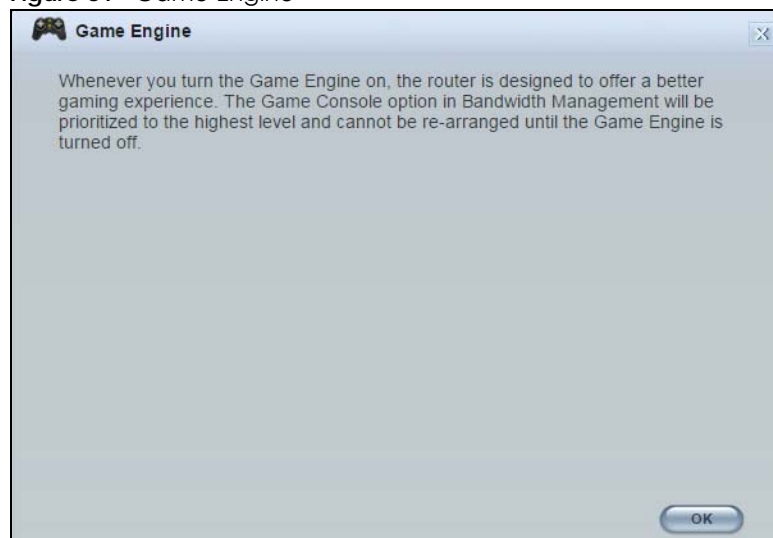 Game Engine
Whenever you turn the Game Engine on, the router is designed to offer a better
gaming experience. The Game Console option in Bandwidth Management will be
prioritized to the highest level and cannot be re-arranged until the Game Engine is
turned off.
OK